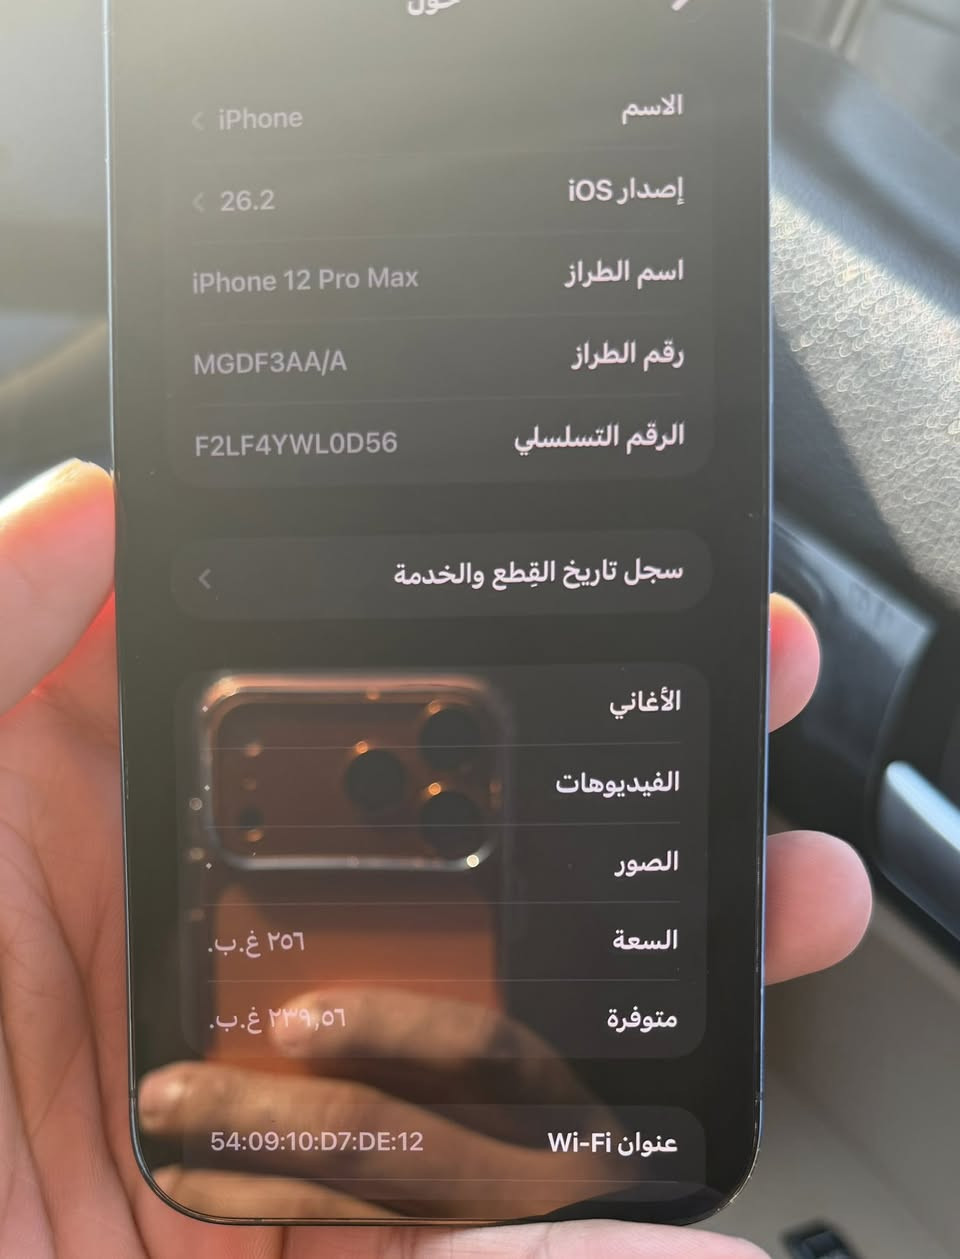 حول
الاسم iPhone
إصدار iOS 26.2
اسم الطراز iPhone 12 Pro Max
رقم الطراز MGDF3AA/A
الرقم التسلسلي F2LF4YWL0D56
سجل تاريخ القِطع والخدمة
الأغاني
الفيديوهات
الصور
السعة ٢٥٦ غ.ب.
متوفرة ٢٣٩,٥٦ غ.ب.
عنوان Wi-Fi 54:09:10:D7:DE:12